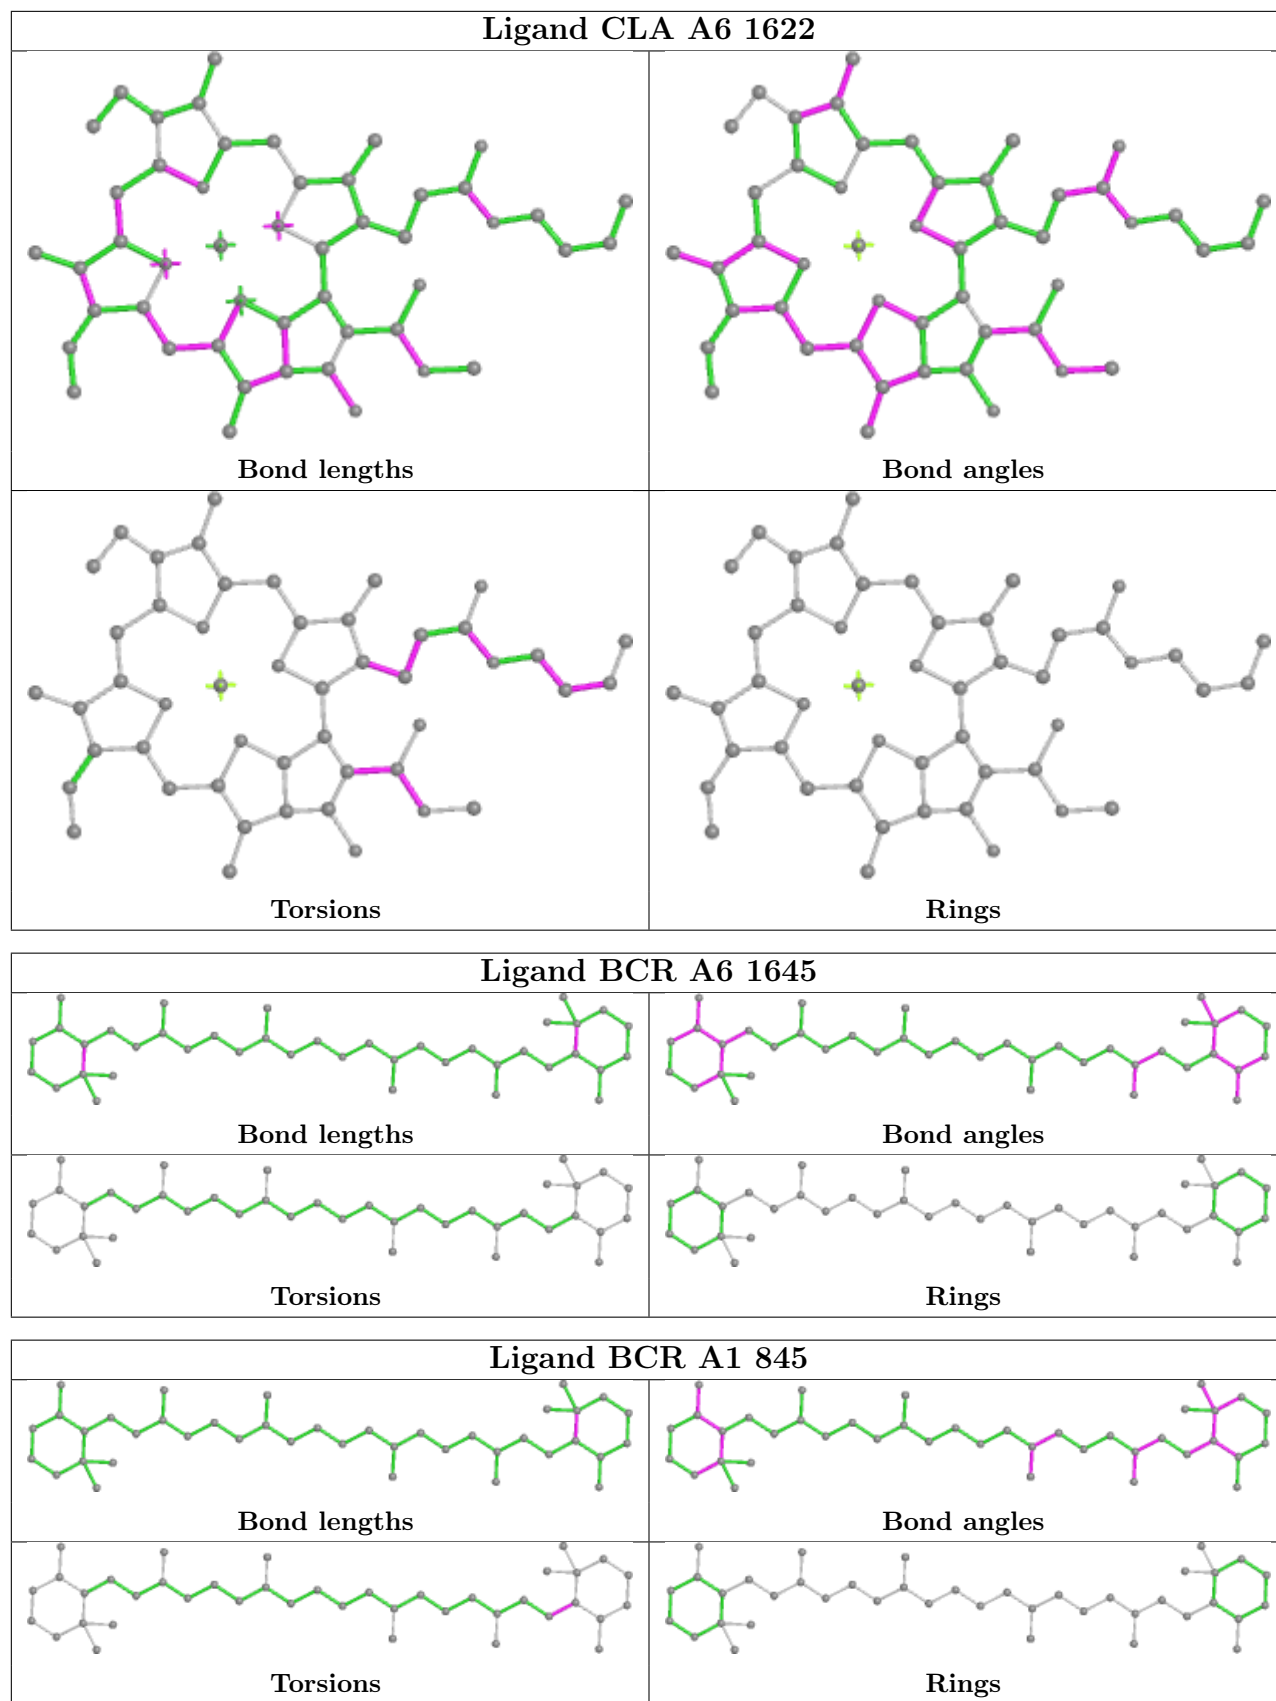 Ligand CLA A6 1622
Bond lengths
Bond angles
Torsions
Rings
Ligand BCR A6 1645
Bond lengths
Bond angles
Torsions
Rings
Ligand BCR A1 845
Bond lengths
Bond angles
Torsions
Rings